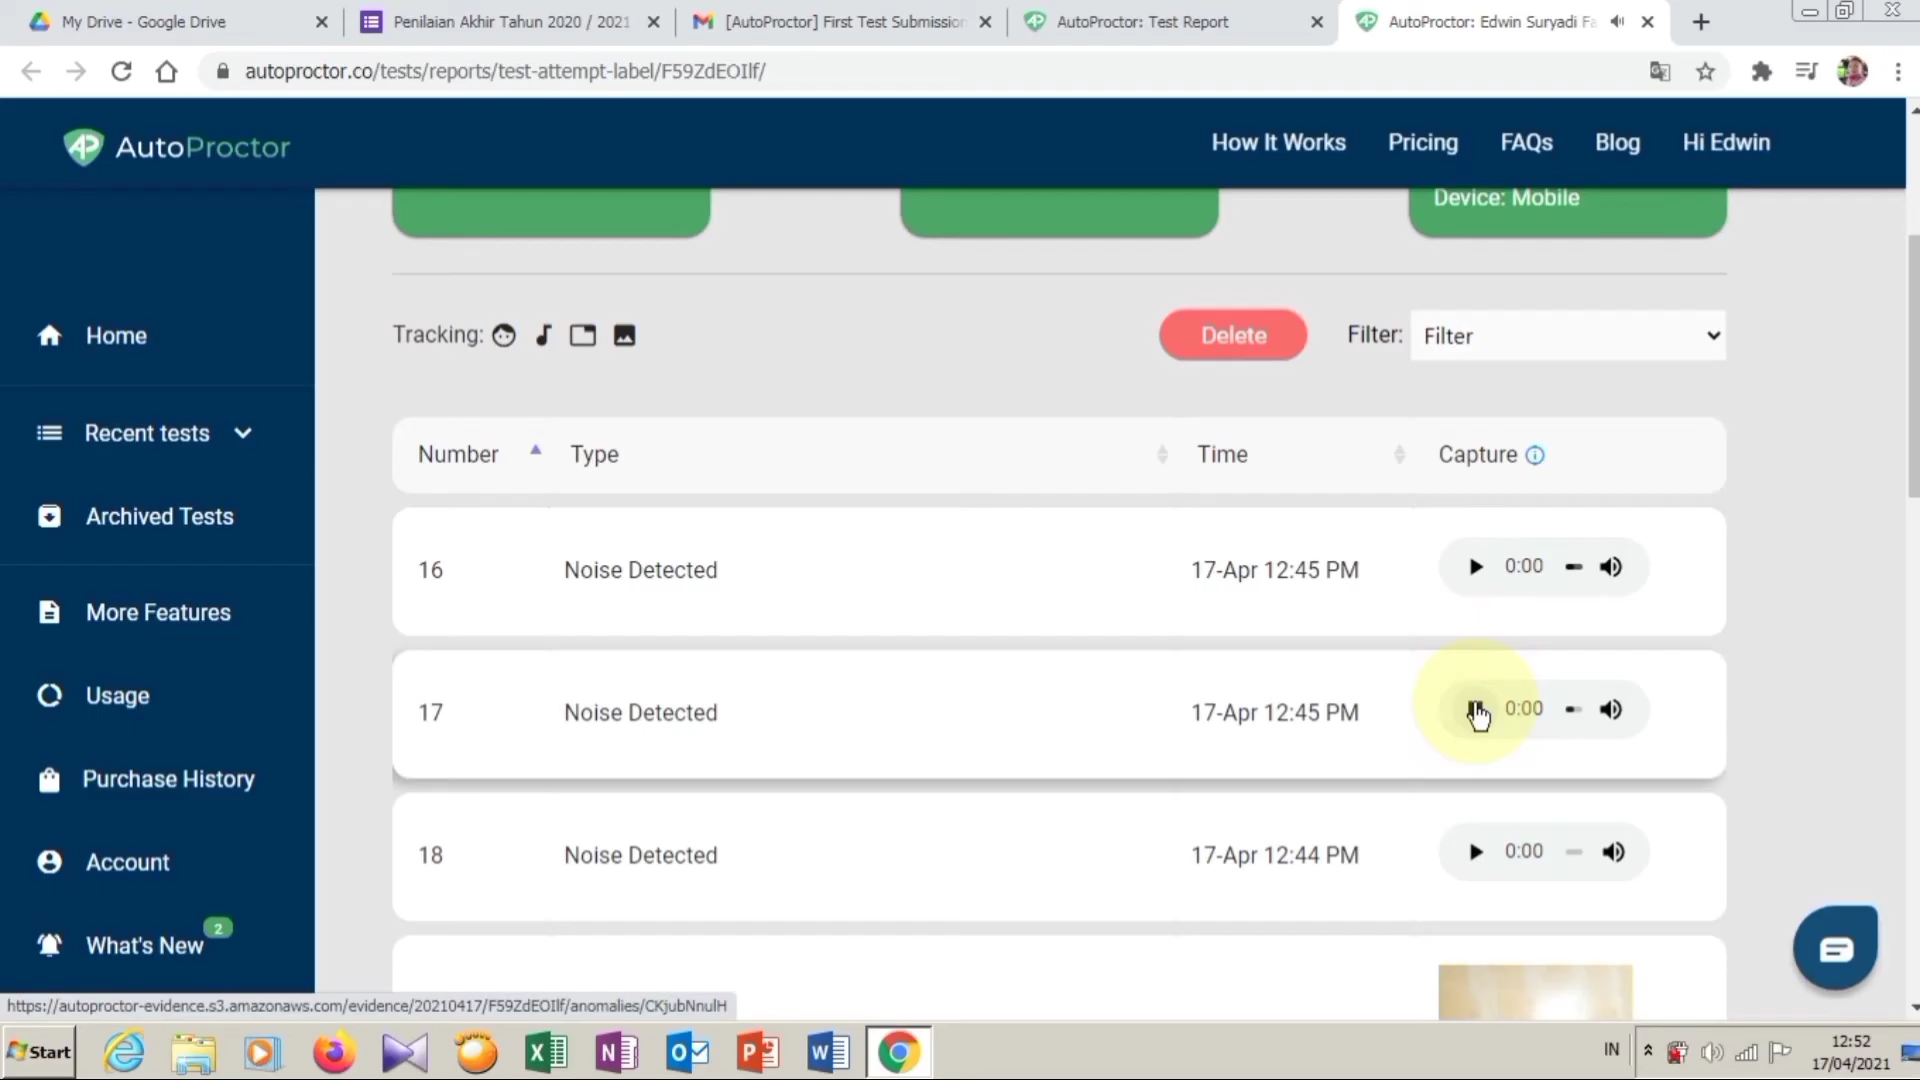 My Drive - Google Drive
Penilaian Akhir Tahun 2020 / 2021
[AutoProctor] First Test Submission
AutoProctor: Test Report
AutoProctor: Edwin Suryadi Fa
autoproctor.co/tests/reports/test-attempt-label/F59ZdEOIlf/
AutoProctor
How It Works
Pricing
FAQs
Blog
Hi Edwin
Device: Mobile
Home
Recent tests
Archived Tests
More Features
Usage
Purchase History
Account
What's New
2
Tracking:
Delete
Filter:
Filter
Number
Type
Time
Capture
16
Noise Detected
17-Apr 12:45 PM
0:00
17
Noise Detected
17-Apr 12:45 PM
0:00
18
Noise Detected
17-Apr 12:44 PM
0:00
https://autoproctor-evidence.s3.amazonaws.com/evidence/20210417/F59ZdEOIlf/anomalies/CKjubNnulH
Start
IN
12:52
17/04/2021